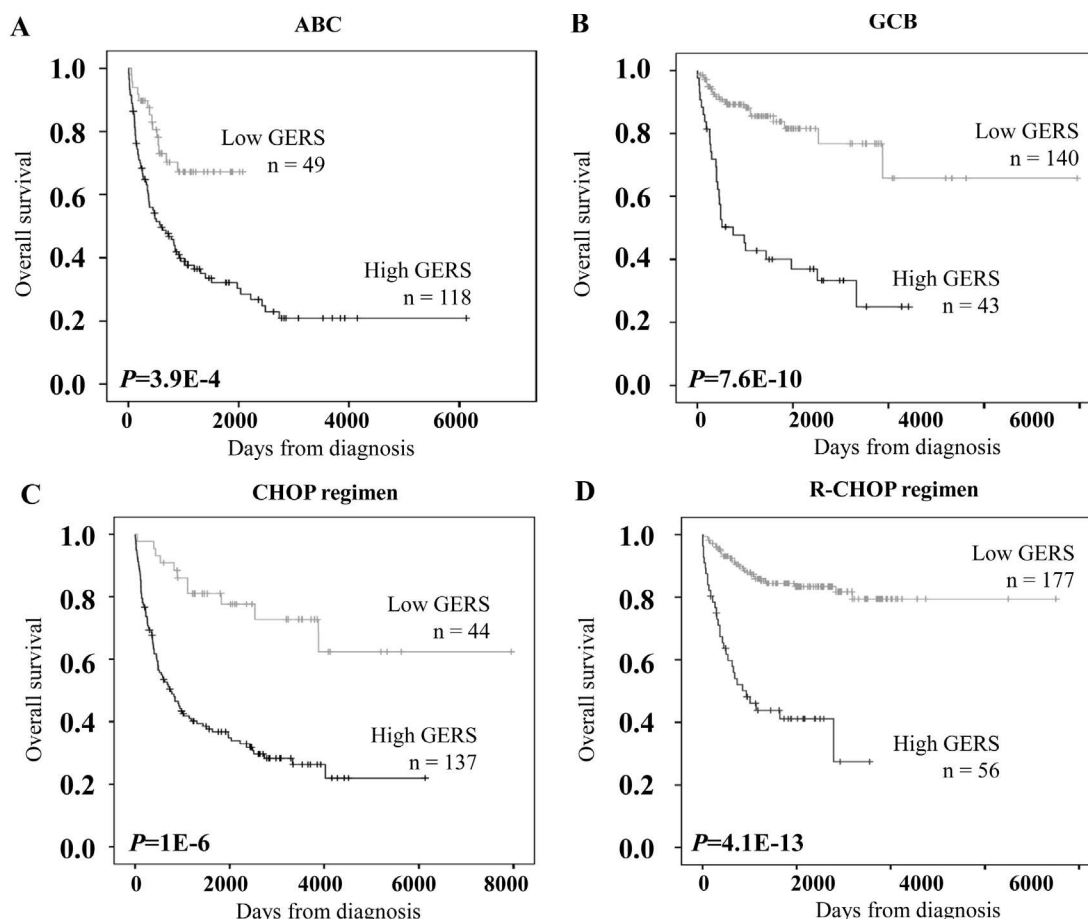 A
ABC
Overall survival
1.0
0.8
0.6
0.4
0.2
0.0
Low GERS
n = 49
High GERS
n = 118
P=3.9E-4
0 2000 4000 6000
Days from diagnosis
B
GCB
Overall survival
1.0
0.8
0.6
0.4
0.2
0.0
Low GERS
n = 140
High GERS
n = 43
P=7.6E-10
0 2000 4000 6000
Days from diagnosis
C
CHOP regimen
Overall survival
1.0
0.8
0.6
0.4
0.2
0.0
Low GERS
n = 44
High GERS
n = 137
P=1E-6
0 2000 4000 6000 8000
Days from diagnosis
D
R-CHOP regimen
Overall survival
1.0
0.8
0.6
0.4
0.2
0.0
Low GERS
n = 177
High GERS
n = 56
P=4.1E-13
0 2000 4000 6000
Days from diagnosis